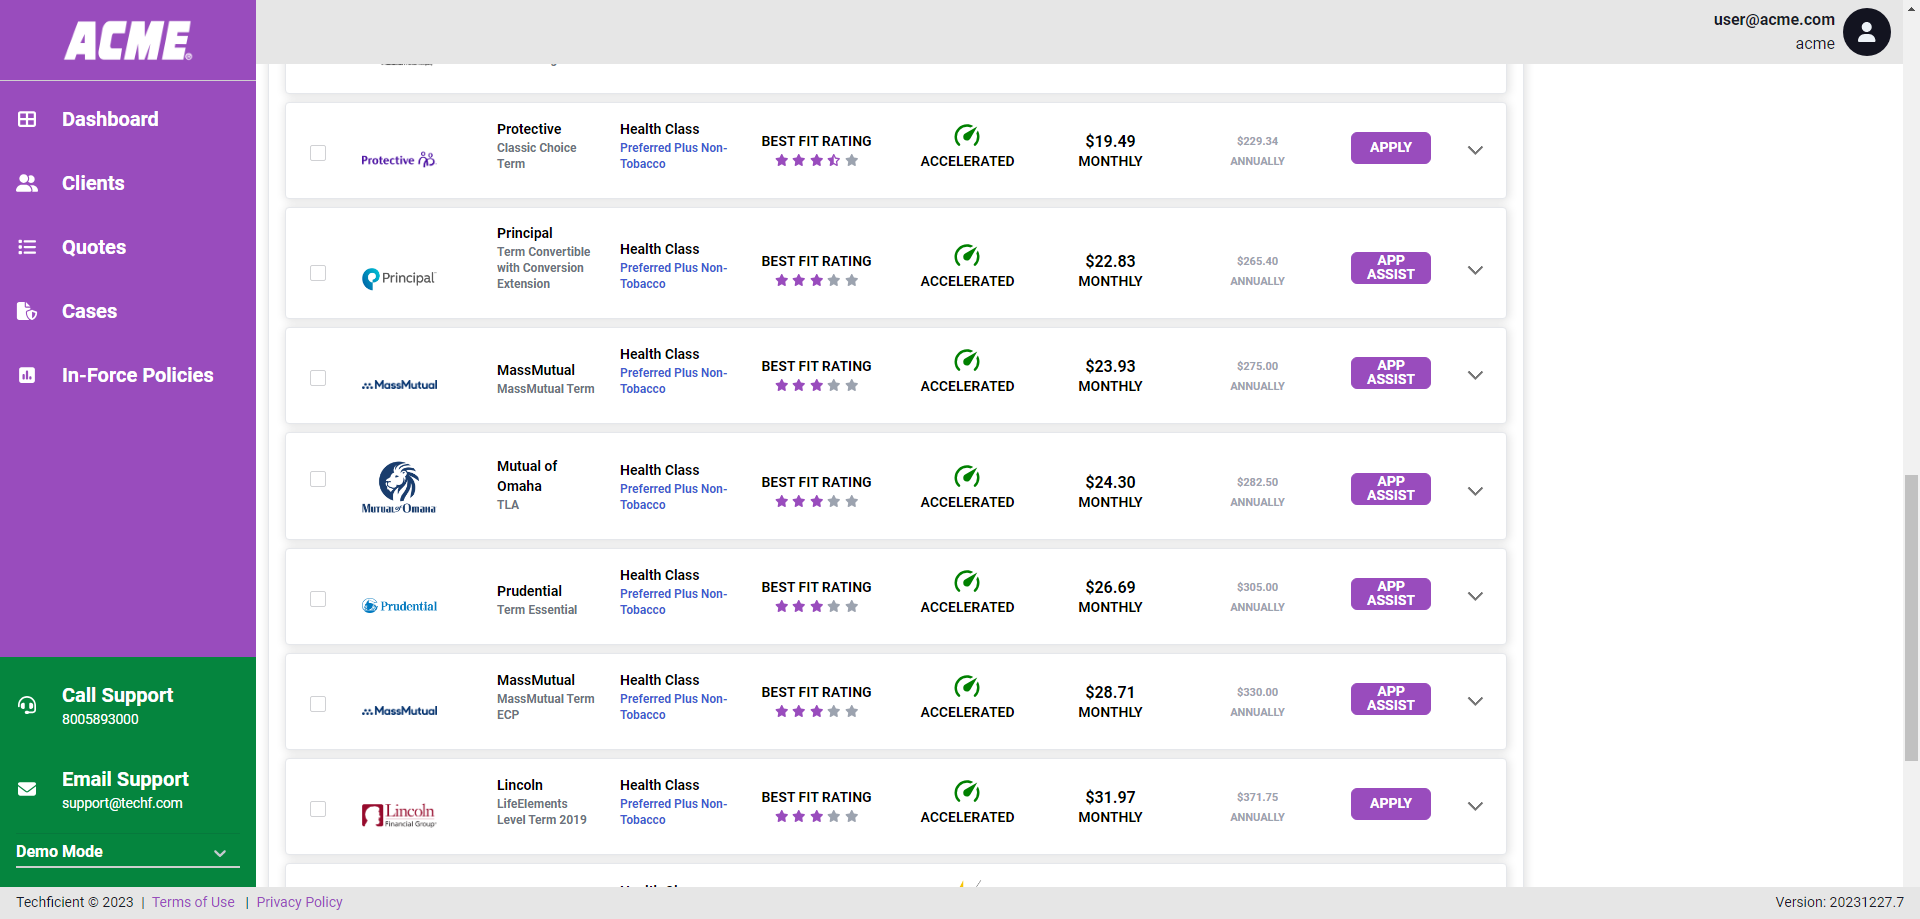 ACME
user@acme.com
acme
Dashboard
Clients
Quotes
Cases
In-Force Policies
Call Support
8005893000
Email Support
support@techf.com
Demo Mode
Protective
Protective
Classic Choice
Term
Health Class
Preferred Plus Non-
Tobacco
BEST FIT RATING
ACCELERATED
$19.49
MONTHLY
$229.34
ANNUALLY
APPLY
Principal
Principal
Term Convertible
with Conversion
Extension
Health Class
Preferred Plus Non-
Tobacco
BEST FIT RATING
ACCELERATED
$22.83
MONTHLY
$265.40
ANNUALLY
APP
ASSIST
MassMutual
MassMutual
MassMutual Term
Health Class
Preferred Plus Non-
Tobacco
BEST FIT RATING
ACCELERATED
$23.93
MONTHLY
$275.00
ANNUALLY
APP
ASSIST
Mutual of Omaha
Mutual of
Omaha
TLA
Health Class
Preferred Plus Non-
Tobacco
BEST FIT RATING
ACCELERATED
$24.30
MONTHLY
$282.50
ANNUALLY
APP
ASSIST
Prudential
Prudential
Term Essential
Health Class
Preferred Plus Non-
Tobacco
BEST FIT RATING
ACCELERATED
$26.69
MONTHLY
$305.00
ANNUALLY
APP
ASSIST
MassMutual
MassMutual
MassMutual Term
ECP
Health Class
Preferred Plus Non-
Tobacco
BEST FIT RATING
ACCELERATED
$28.71
MONTHLY
$330.00
ANNUALLY
APP
ASSIST
Lincoln
Financial Group
Lincoln
LifeElements
Level Term 2019
Health Class
Preferred Plus Non-
Tobacco
BEST FIT RATING
ACCELERATED
$31.97
MONTHLY
$371.75
ANNUALLY
APPLY
Techficient © 2023 | Terms of Use | Privacy Policy
Version: 20231227.7